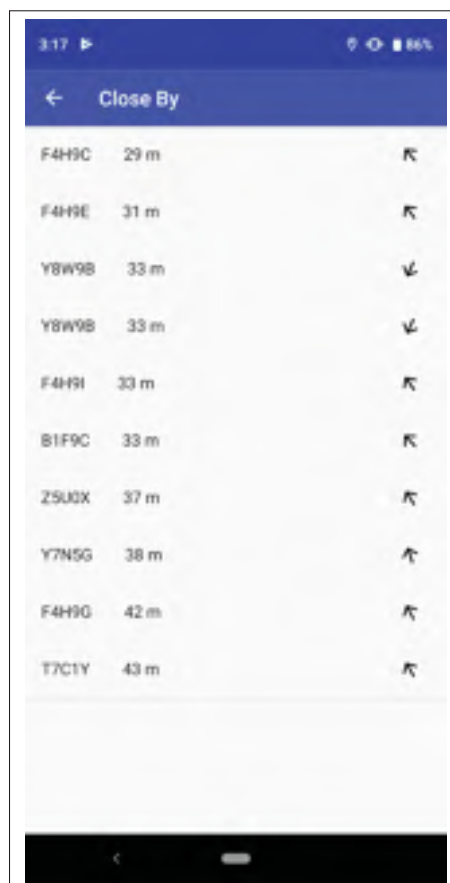 3:17 86%
Close By
F4H9C 29 m
F4H9E 31 m
Y8W9B 33 m
Y8W9B 33 m
F4H9I 33 m
B1F9C 33 m
Z5U0X 37 m
Y7N5G 38 m
F4H9G 42 m
T7C1Y 43 m